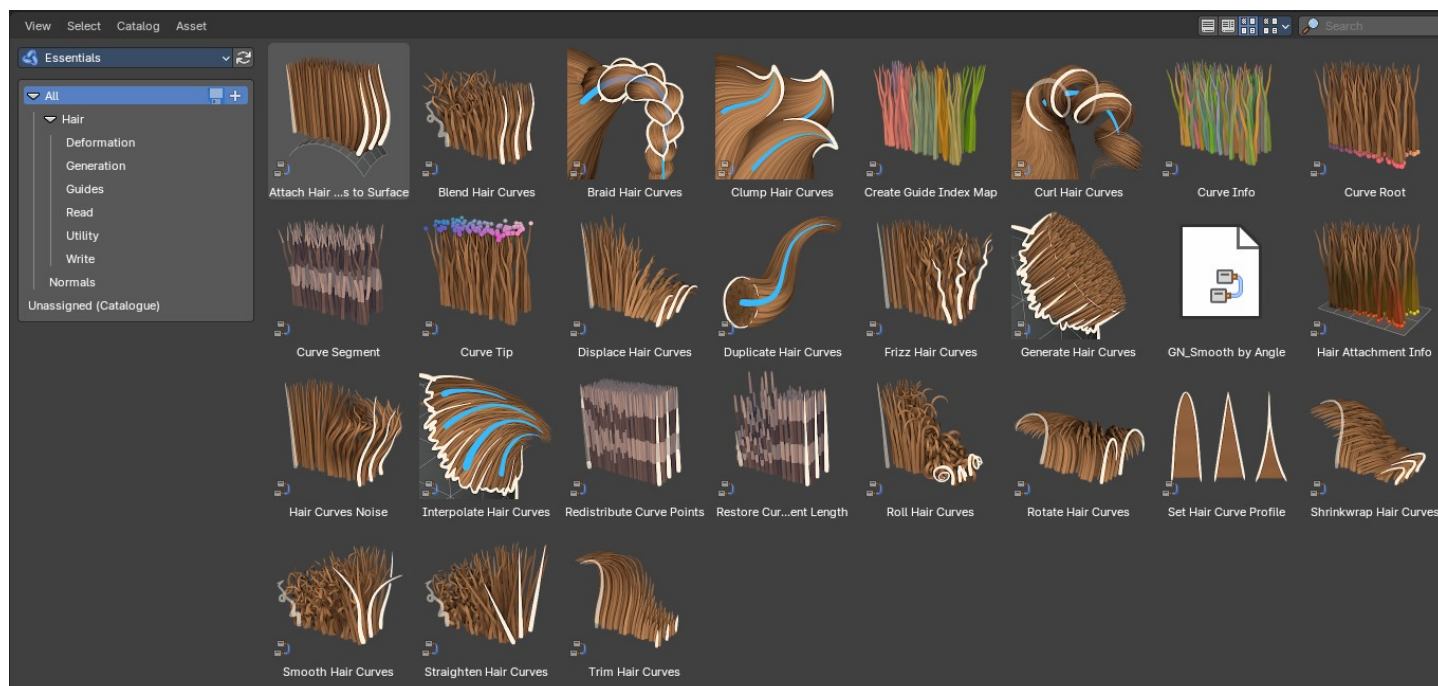 View Select Catalog Asset Search
Essentials
All
Hair
Deformation
Generation
Guides
Read
Utility
Write
Normals
Unassigned (Catalogue)
Attach Hair ...s to Surface Blend Hair Curves Braid Hair Curves Clump Hair Curves Create Guide Index Map Curl Hair Curves Curve Info Curve Root
Curve Segment Curve Tip Displace Hair Curves Duplicate Hair Curves Frizz Hair Curves Generate Hair Curves GN_Smooth by Angle Hair Attachment Info
Hair Curves Noise Interpolate Hair Curves Redistribute Curve Points Restore Cur...ent Length Roll Hair Curves Rotate Hair Curves Set Hair Curve Profile Shrinkwrap Hair Curves
Smooth Hair Curves Straighten Hair Curves Trim Hair Curves